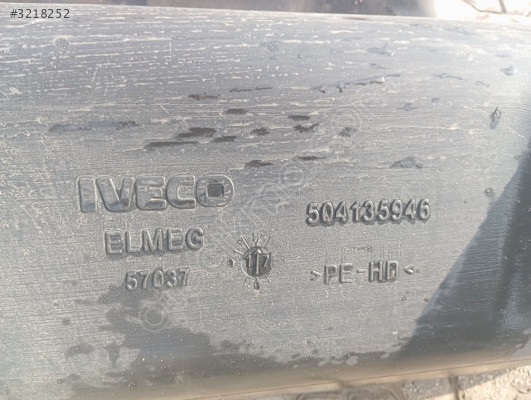 #3218252
IVECO
504135946
ELMEG
57037
17
>PE-HD<